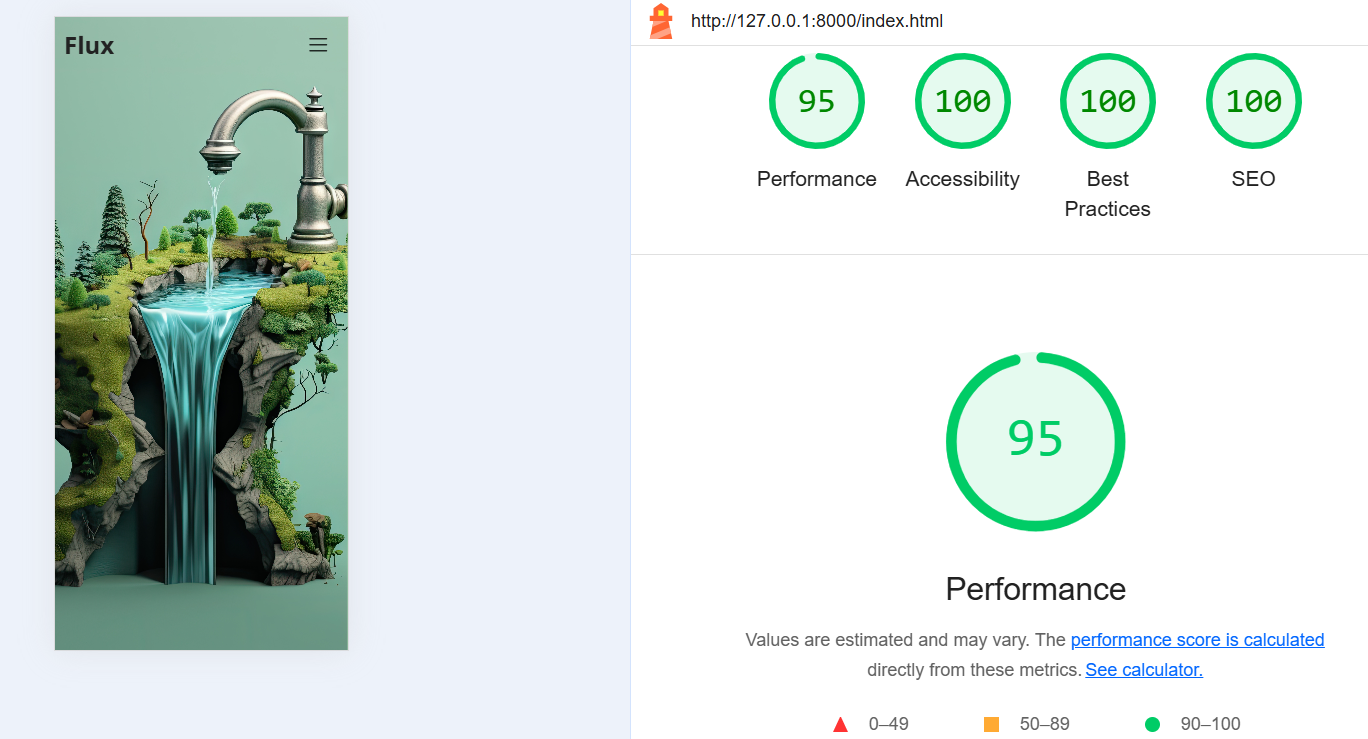 Flux
http://127.0.0.1:8000/index.html
95
100
100
100
Performance
Accessibility
Best
Practices
SEO
95
Performance
Values are estimated and may vary. The performance score is calculated
directly from these metrics. See calculator.
0–49
50–89
90–100